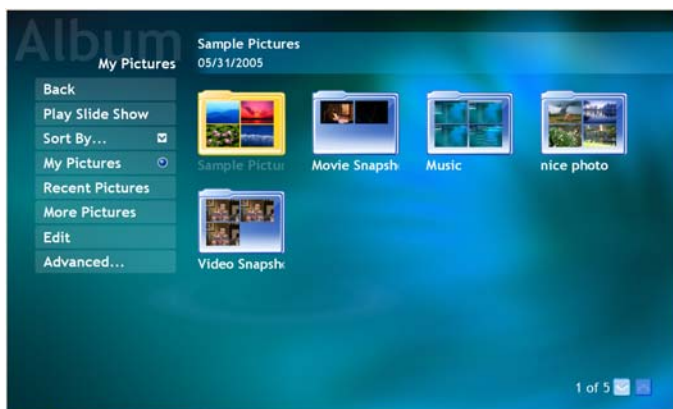 Album
My Pictures
Sample Pictures
05/31/2005
Back
Play Slide Show
Sort By...
My Pictures
Recent Pictures
More Pictures
Edit
Advanced...
Sample Pictur
Movie Snapsh
Music
nice photo
Video Snapsh
1 of 5